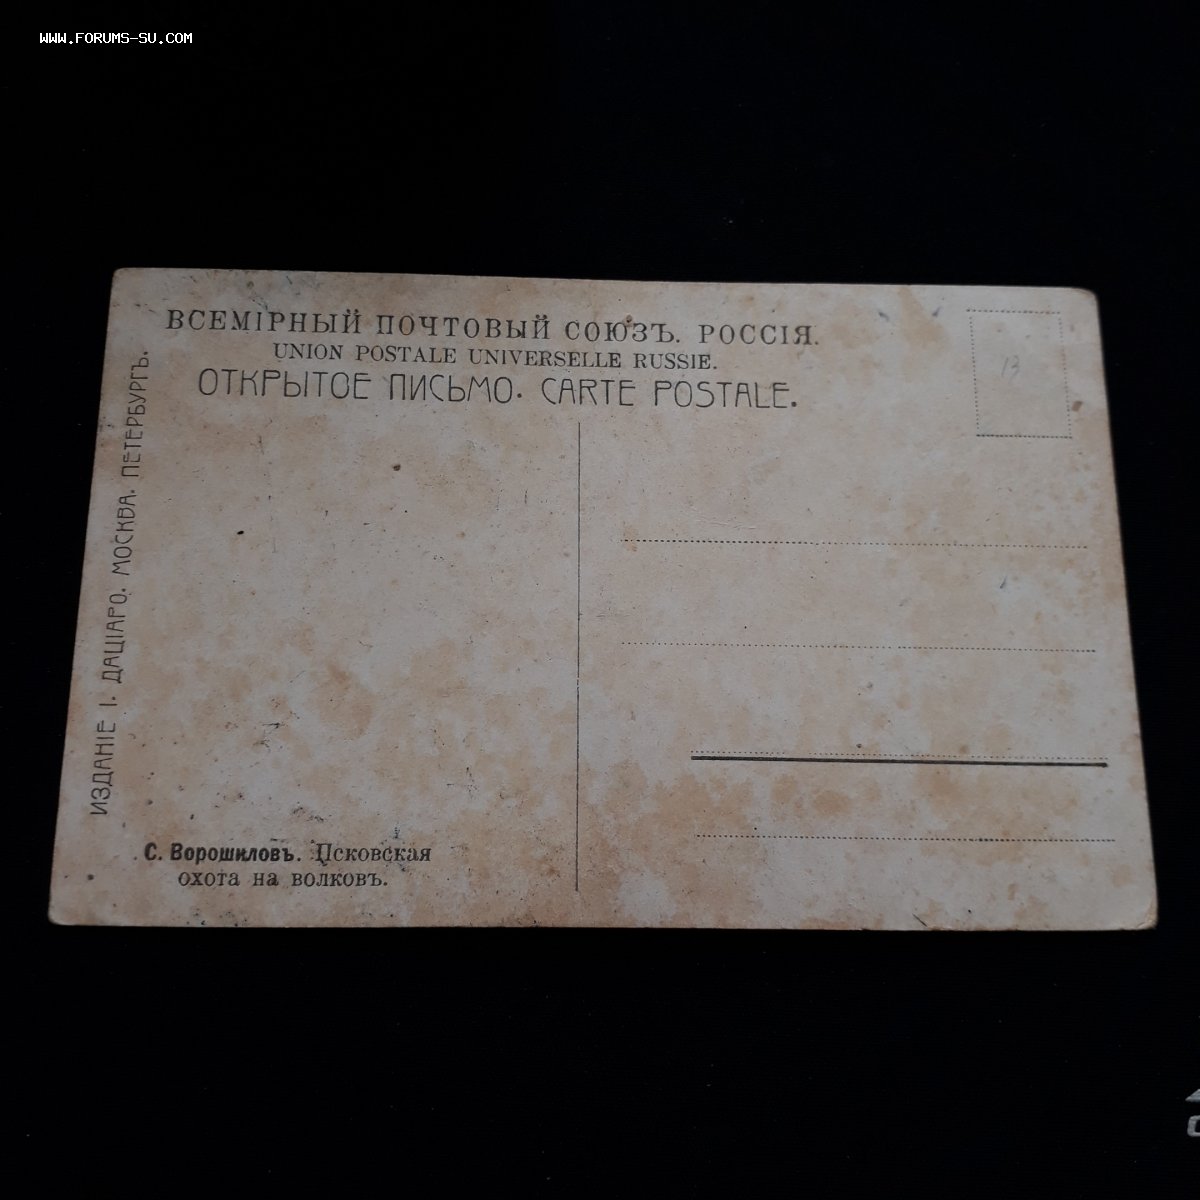 WWW.FORUMS-SU.COM
ВСЕМІРНЫЙ ПОЧТОВЫЙ СОЮЗЪ. РОССІЯ.
UNION POSTALE UNIVERSELLE RUSSIE.
ОТКРЫТОЕ ПИСЬМО. CARTE POSTALE.
13
ИЗДАНІЕ І. ДАЦІАРО. МОСКВА. ПЕТЕРБУРГЪ.
С. Ворошиловъ. Псковская
охота на волковъ.